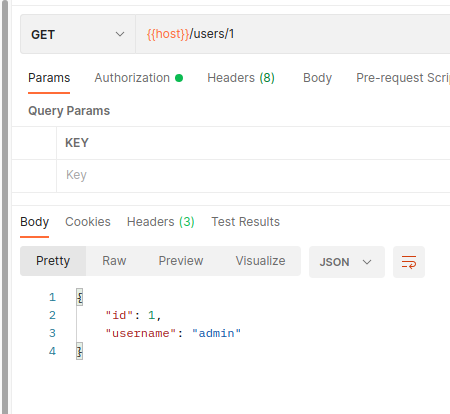 GET {{host}}/users/1
Params Authorization Headers (8) Body Pre-request Scri
Query Params
KEY
Key
Body Cookies Headers (3) Test Results
Pretty Raw Preview Visualize JSON
1 {
2 "id": 1,
3 "username": "admin"
4 }